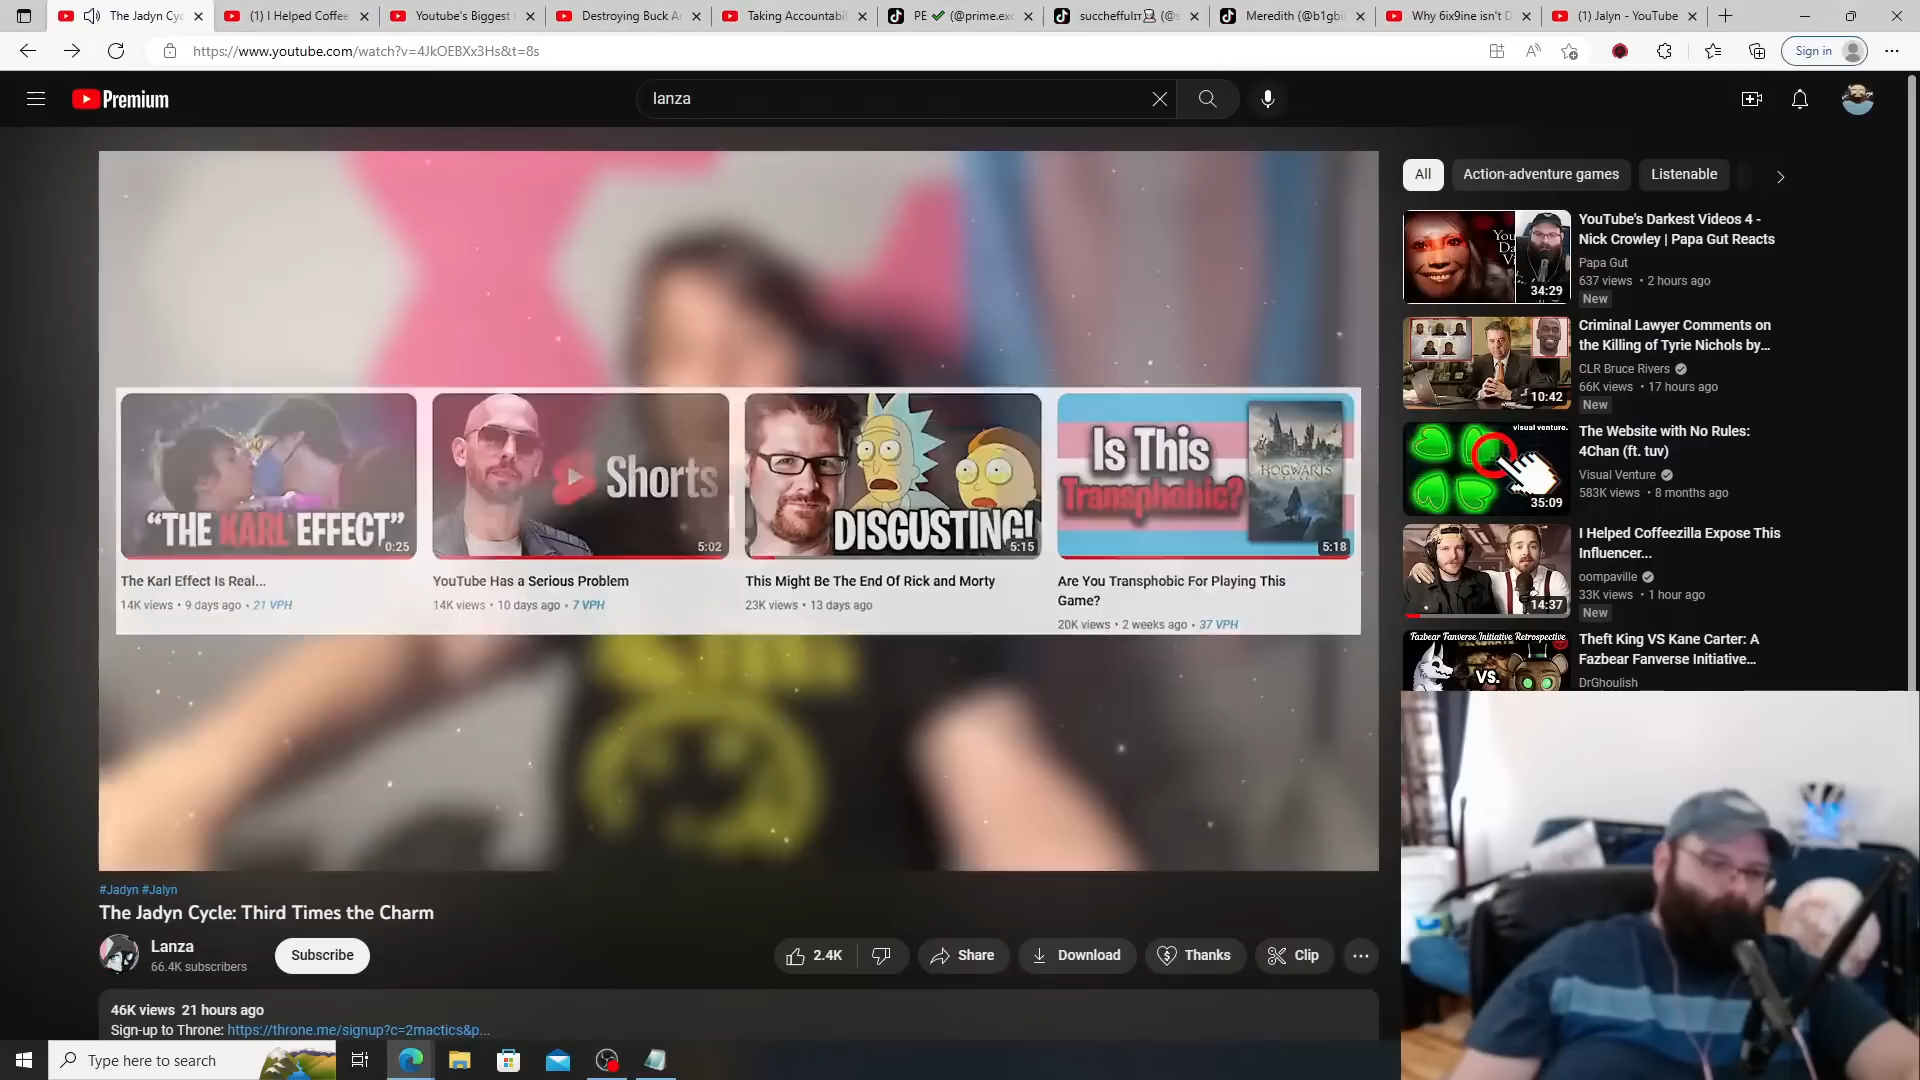 The Jadyn Cyc
(1) I Helped Coffee
Youtube's Biggest
Destroying Buck A
Taking Accountabil
PE ✔ (@prime.exc
succheffulm
Meredith (@b1gbi
Why 6ix9ine isn't D
(1) Jalyn - YouTube
https://www.youtube.com/watch?v=4JkOEBXx3Hs&t=8s
Sign in
Premium
lanza
All
Action-adventure games
Listenable
"THE KARL EFFECT"
0:25
The Karl Effect Is Real...
14K views • 9 days ago • 21 VPH
Shorts
5:02
YouTube Has a Serious Problem
14K views • 10 days ago • 7 VPH
DISGUSTING!
5:15
This Might Be The End Of Rick and Morty
23K views • 13 days ago
Is This
Transphobic?
HOGWARTS
5:18
Are You Transphobic For Playing This
Game?
20K views • 2 weeks ago • 37 VPH
34:29
YouTube's Darkest Videos 4 -
Nick Crowley | Papa Gut Reacts
Papa Gut
637 views • 2 hours ago
New
10:42
Criminal Lawyer Comments on
the Killing of Tyrie Nichols by...
CLR Bruce Rivers
66K views • 17 hours ago
New
visual venture.
35:09
The Website with No Rules:
4Chan (ft. tuv)
Visual Venture
583K views • 8 months ago
14:37
I Helped Coffeezilla Expose This
Influencer...
oompaville
33K views • 1 hour ago
New
Fazbear Fanverse Initiative Retrospective
VS.
Theft King VS Kane Carter: A
Fazbear Fanverse Initiative...
DrGhoulish
#Jadyn #Jalyn
The Jadyn Cycle: Third Times the Charm
Lanza
66.4K subscribers
Subscribe
2.4K
Share
Download
Thanks
Clip
46K views 21 hours ago
Sign-up to Throne: https://throne.me/signup?c=2mactics&p...
Type here to search